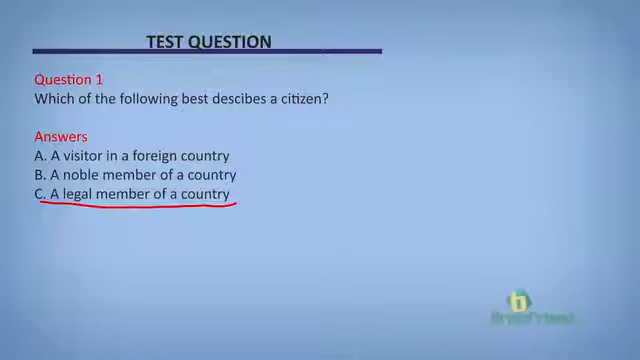 TEST QUESTION
Question 1
Which of the following best descibes a citizen?
Answers
A. A visitor in a foreign country
B. A noble member of a country
C. A legal member of a country